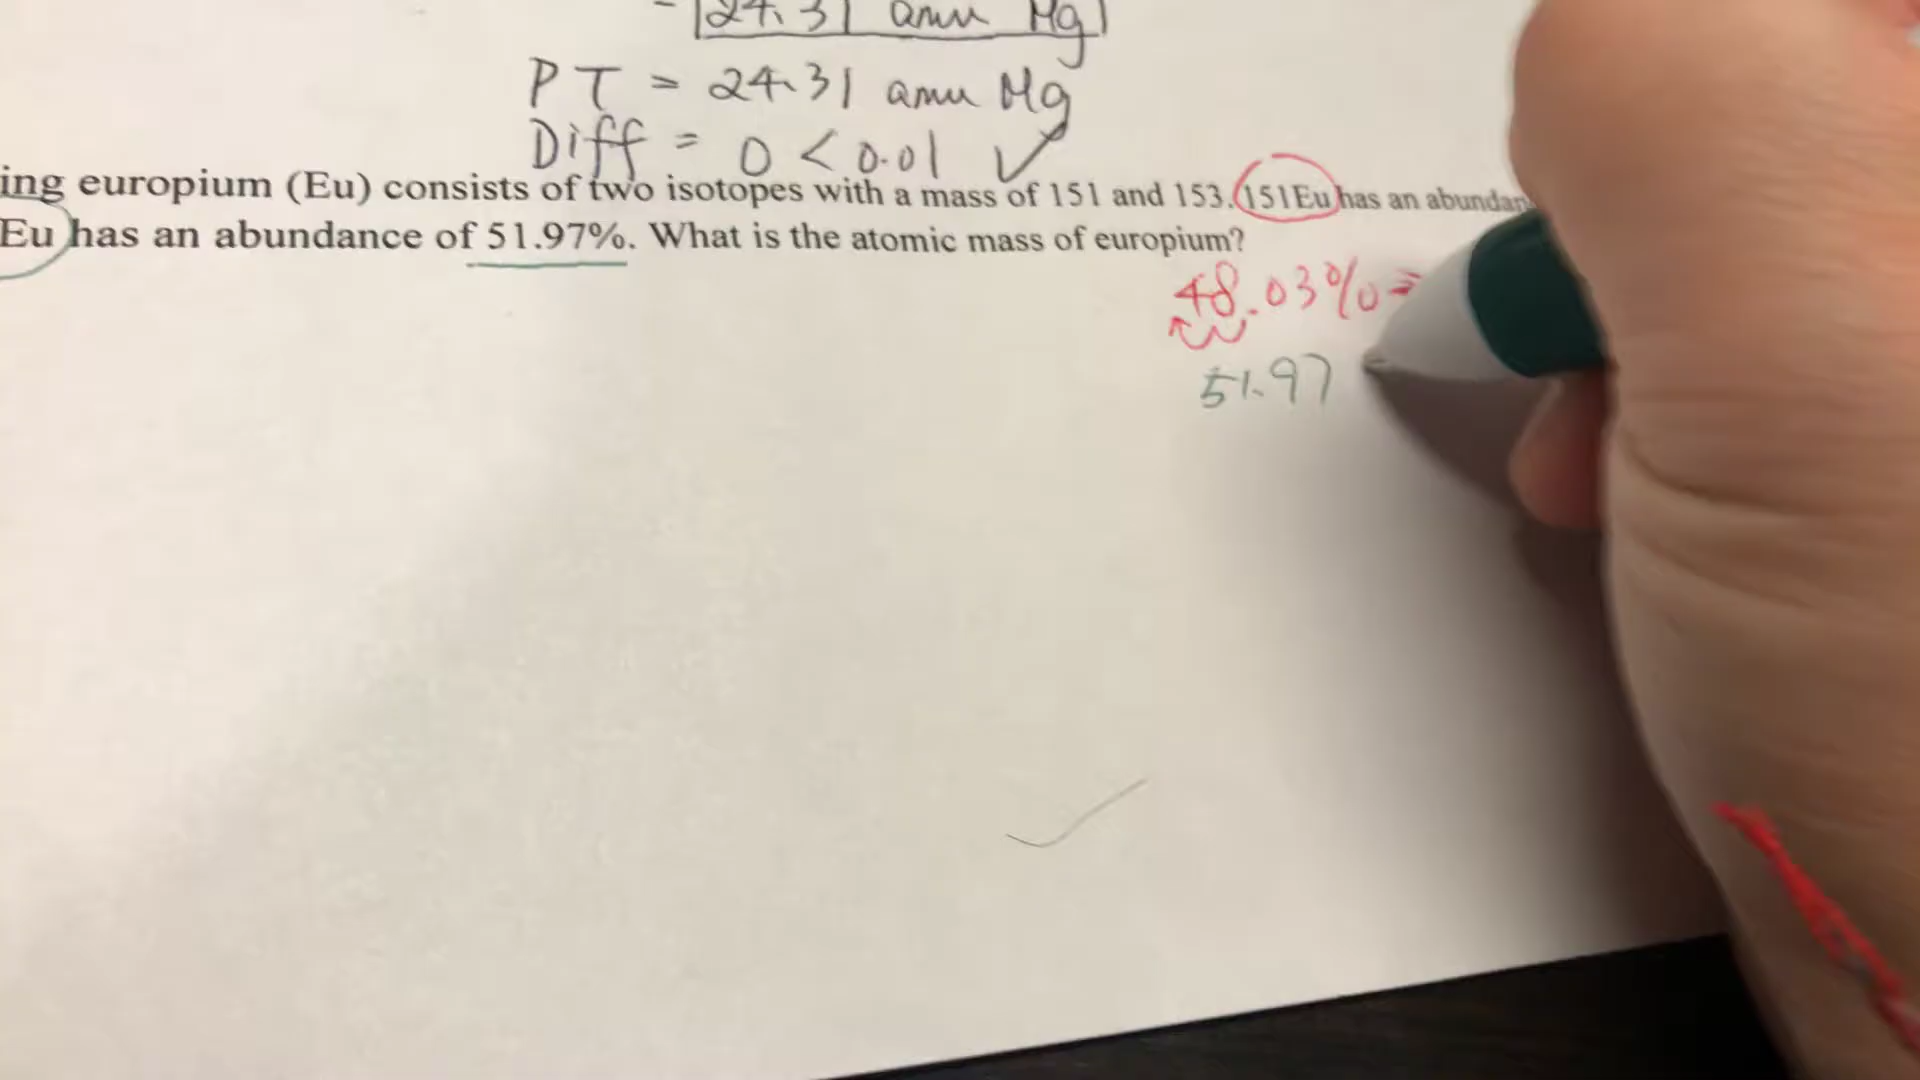 = 24.31 amu Mg
PT = 24.31 amu Mg
Diff = 0 < 0.01 ✓
ing europium (Eu) consists of two isotopes with a mass of 151 and 153. 151Eu has an abundan
Eu has an abundance of 51.97%. What is the atomic mass of europium?
48.03% =
51.97